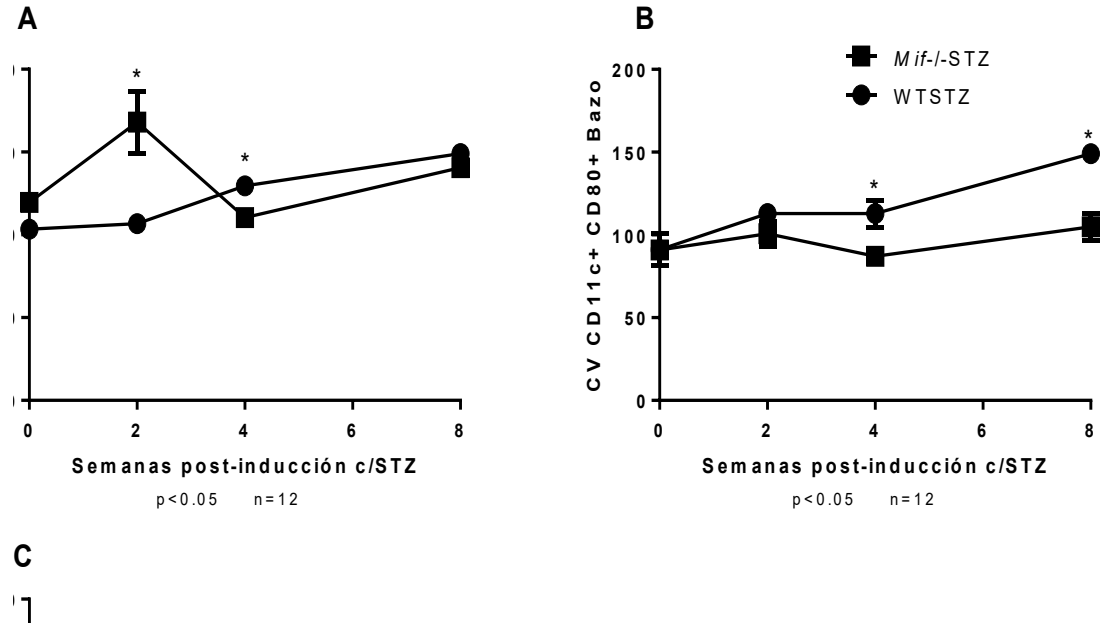 A
*
*
0 2 4 6 8
Semanas post-inducción c/STZ
p<0.05 n=12
B
Mif-/-STZ
WTSTZ
CV CD11c+ CD80+ Bazo
200
150
100
50
0
*
*
0 2 4 6 8
Semanas post-inducción c/STZ
p<0.05 n=12
C